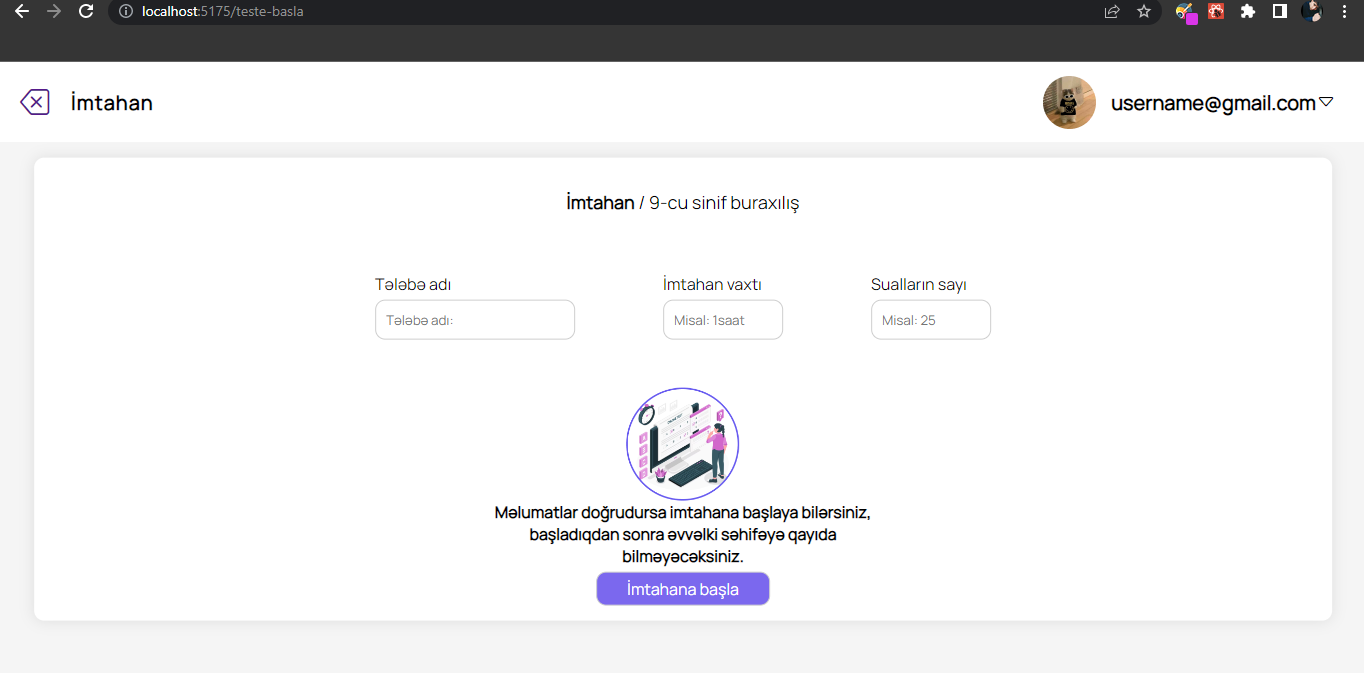 localhost:5175/teste-basla
İmtahan
username@gmail.com
İmtahan / 9-cu sinif buraxılış
Tələbə adı
İmtahan vaxtı
Sualların sayı
Tələbə adı:
Misal: 1saat
Misal: 25
Məlumatlar doğrudursa imtahana başlaya bilərsiniz,
başladıqdan sonra əvvəlki səhifəyə qayıda
bilməyəcəksiniz.
İmtahana başla